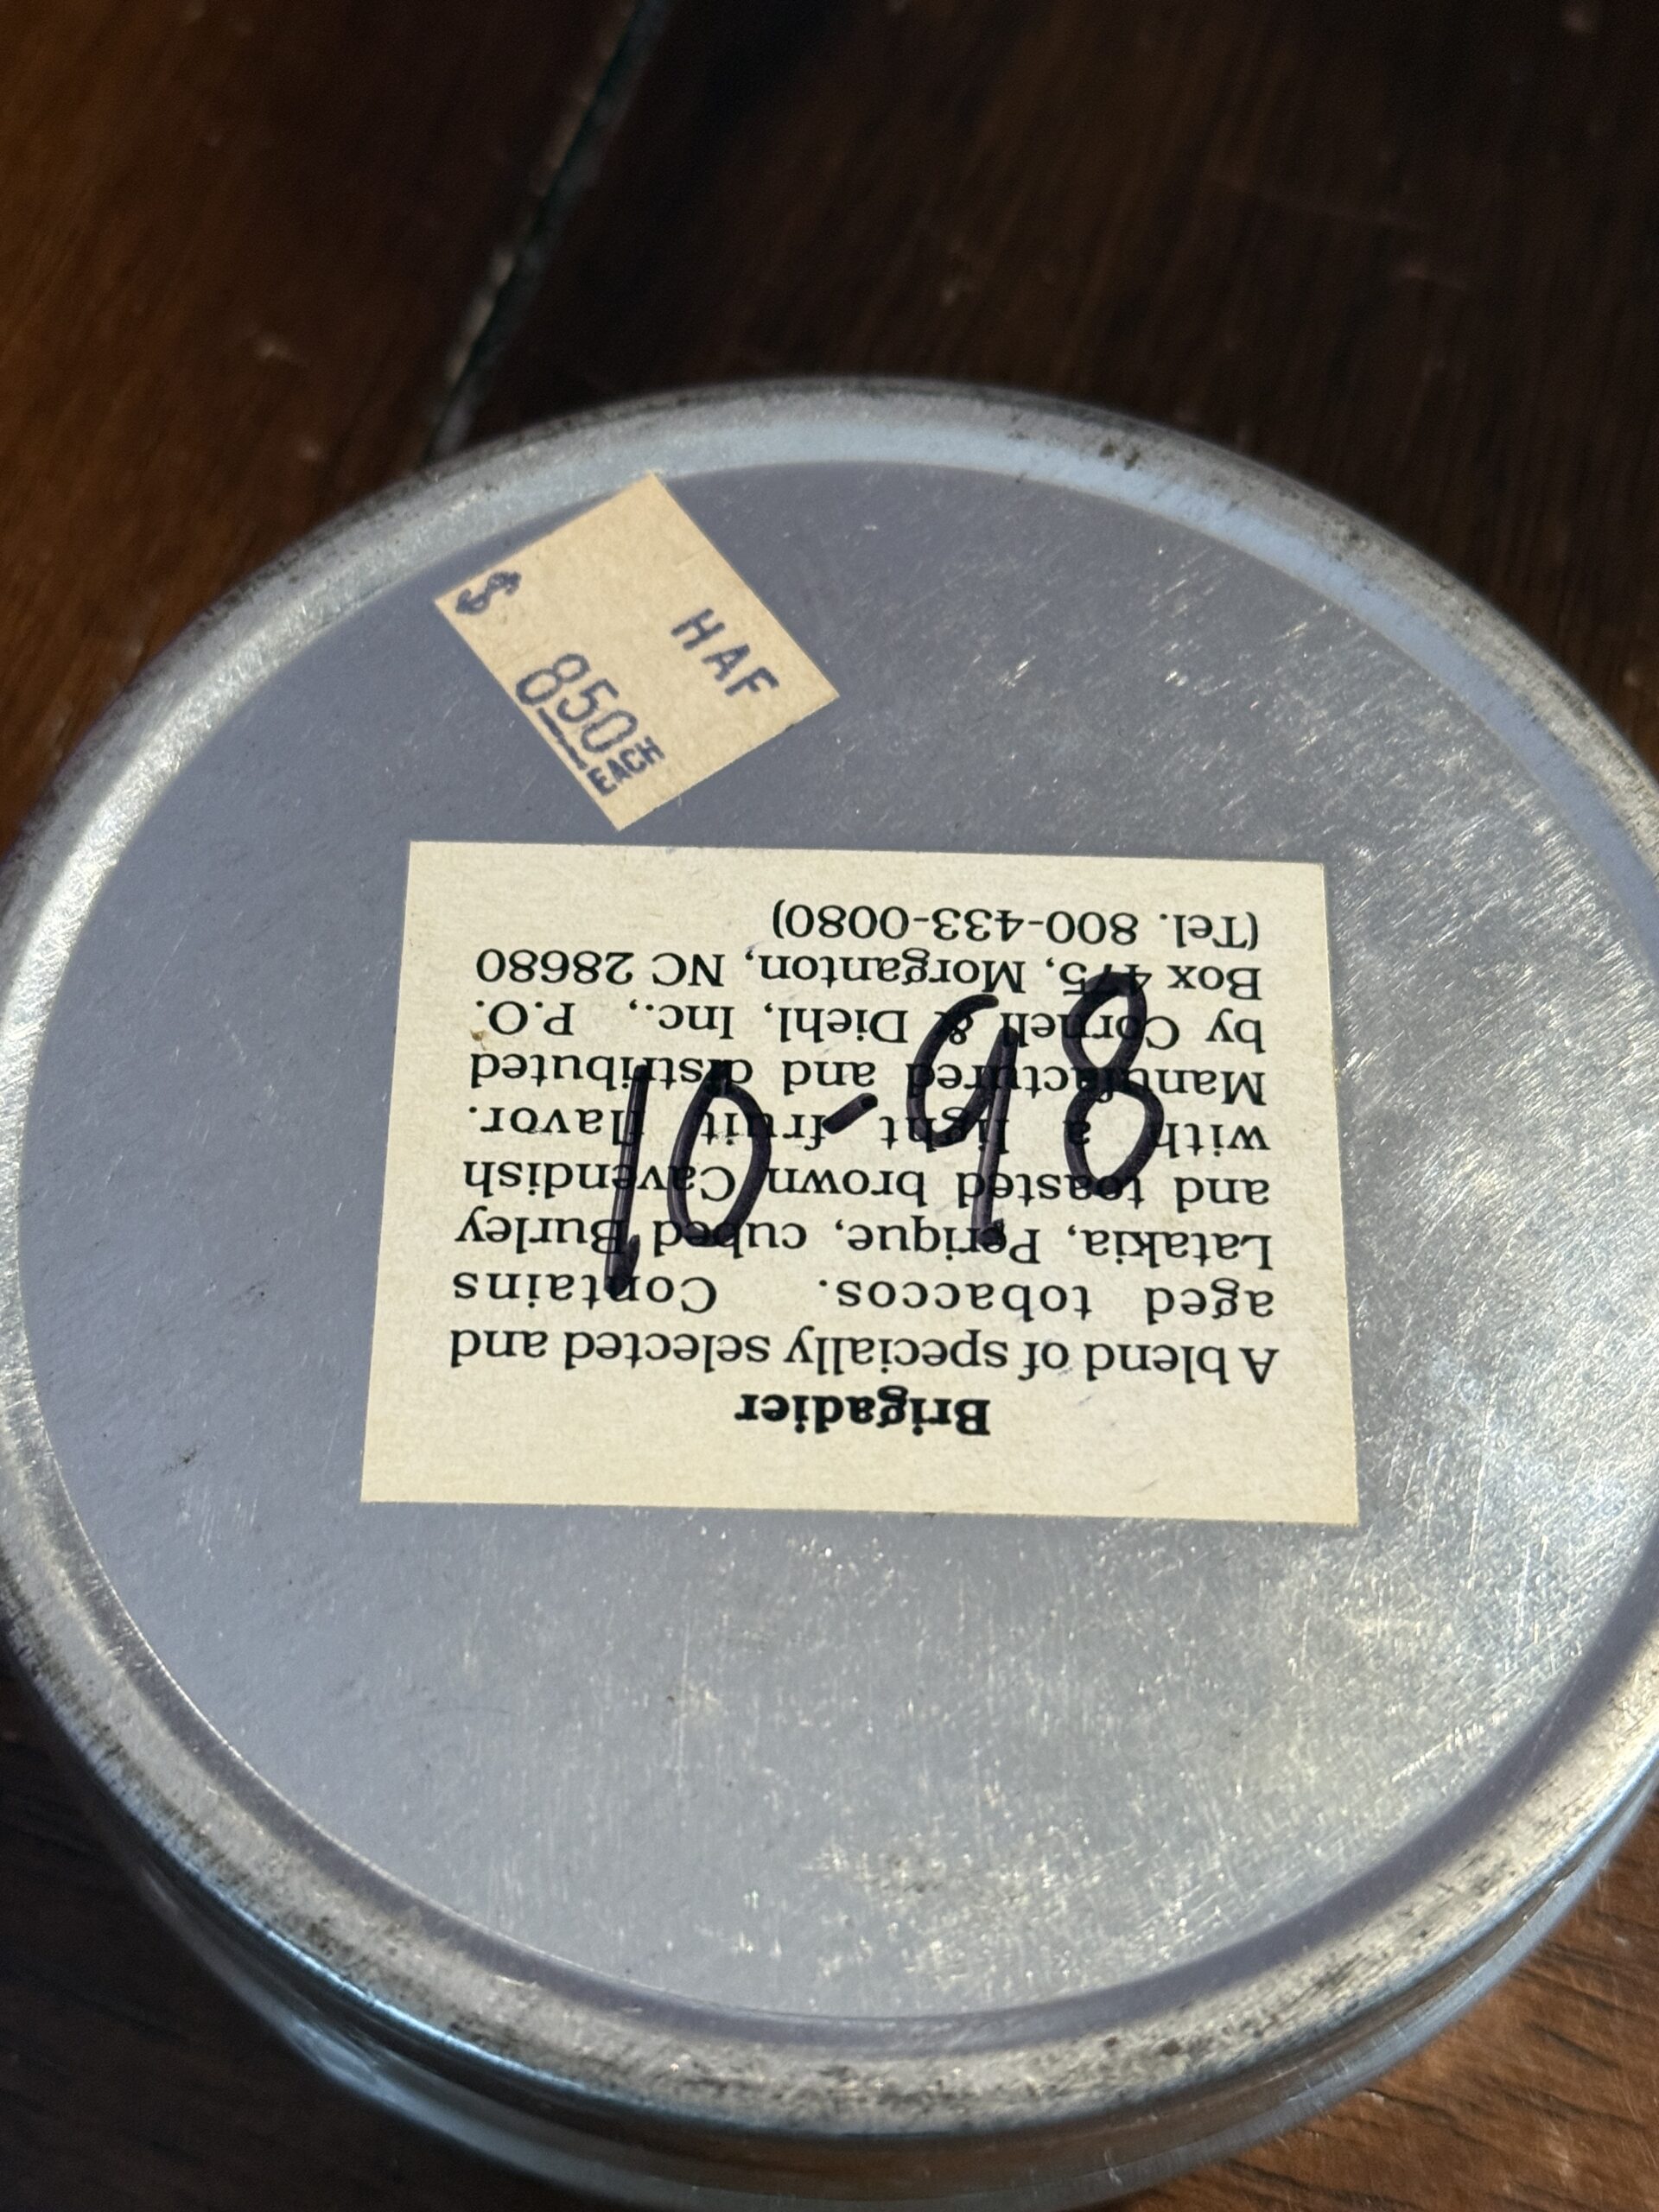 HAF
$ 850 EACH
10-98
Brigadier
A blend of specially selected and
aged tobaccos. Contains
Latakia, Perique, cubed Burley
and toasted brown Cavendish
with a light fruit flavor.
Manufactured and distributed
by Cornell & Diehl, Inc., P.O.
Box 475, Morganton, NC 28680
(Tel. 800-433-0080)